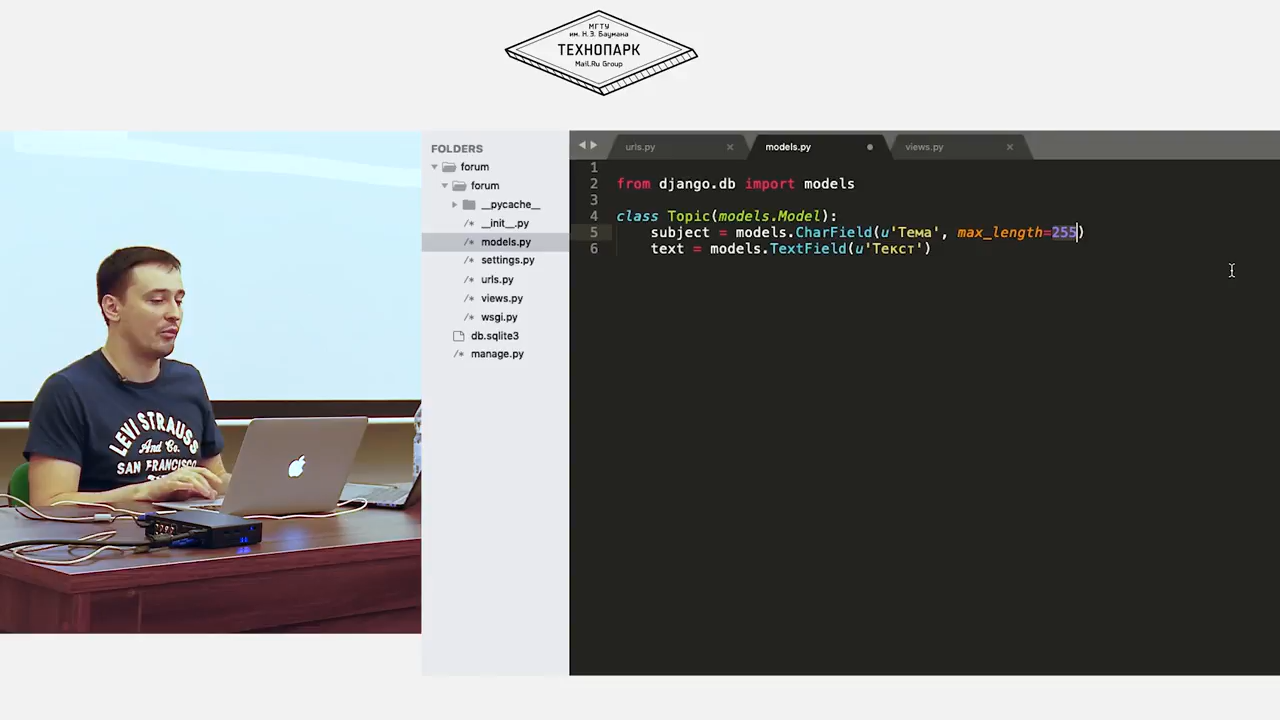 МГТУ
им. Н.Э. Баумана
ТЕХНОПАРК
Mail.Ru Group
LEVI STRAUSS
And Co.
SAN FRANCISCO
FOLDERS
forum
forum
__pycache__
/* __init__.py
/* models.py
/* settings.py
/* urls.py
/* views.py
/* wsgi.py
db.sqlite3
/* manage.py
urls.py × models.py views.py ×
1
2 from django.db import models
3
4 class Topic(models.Model):
5 subject = models.CharField(u'Тема', max_length=255)
6 text = models.TextField(u'Текст')